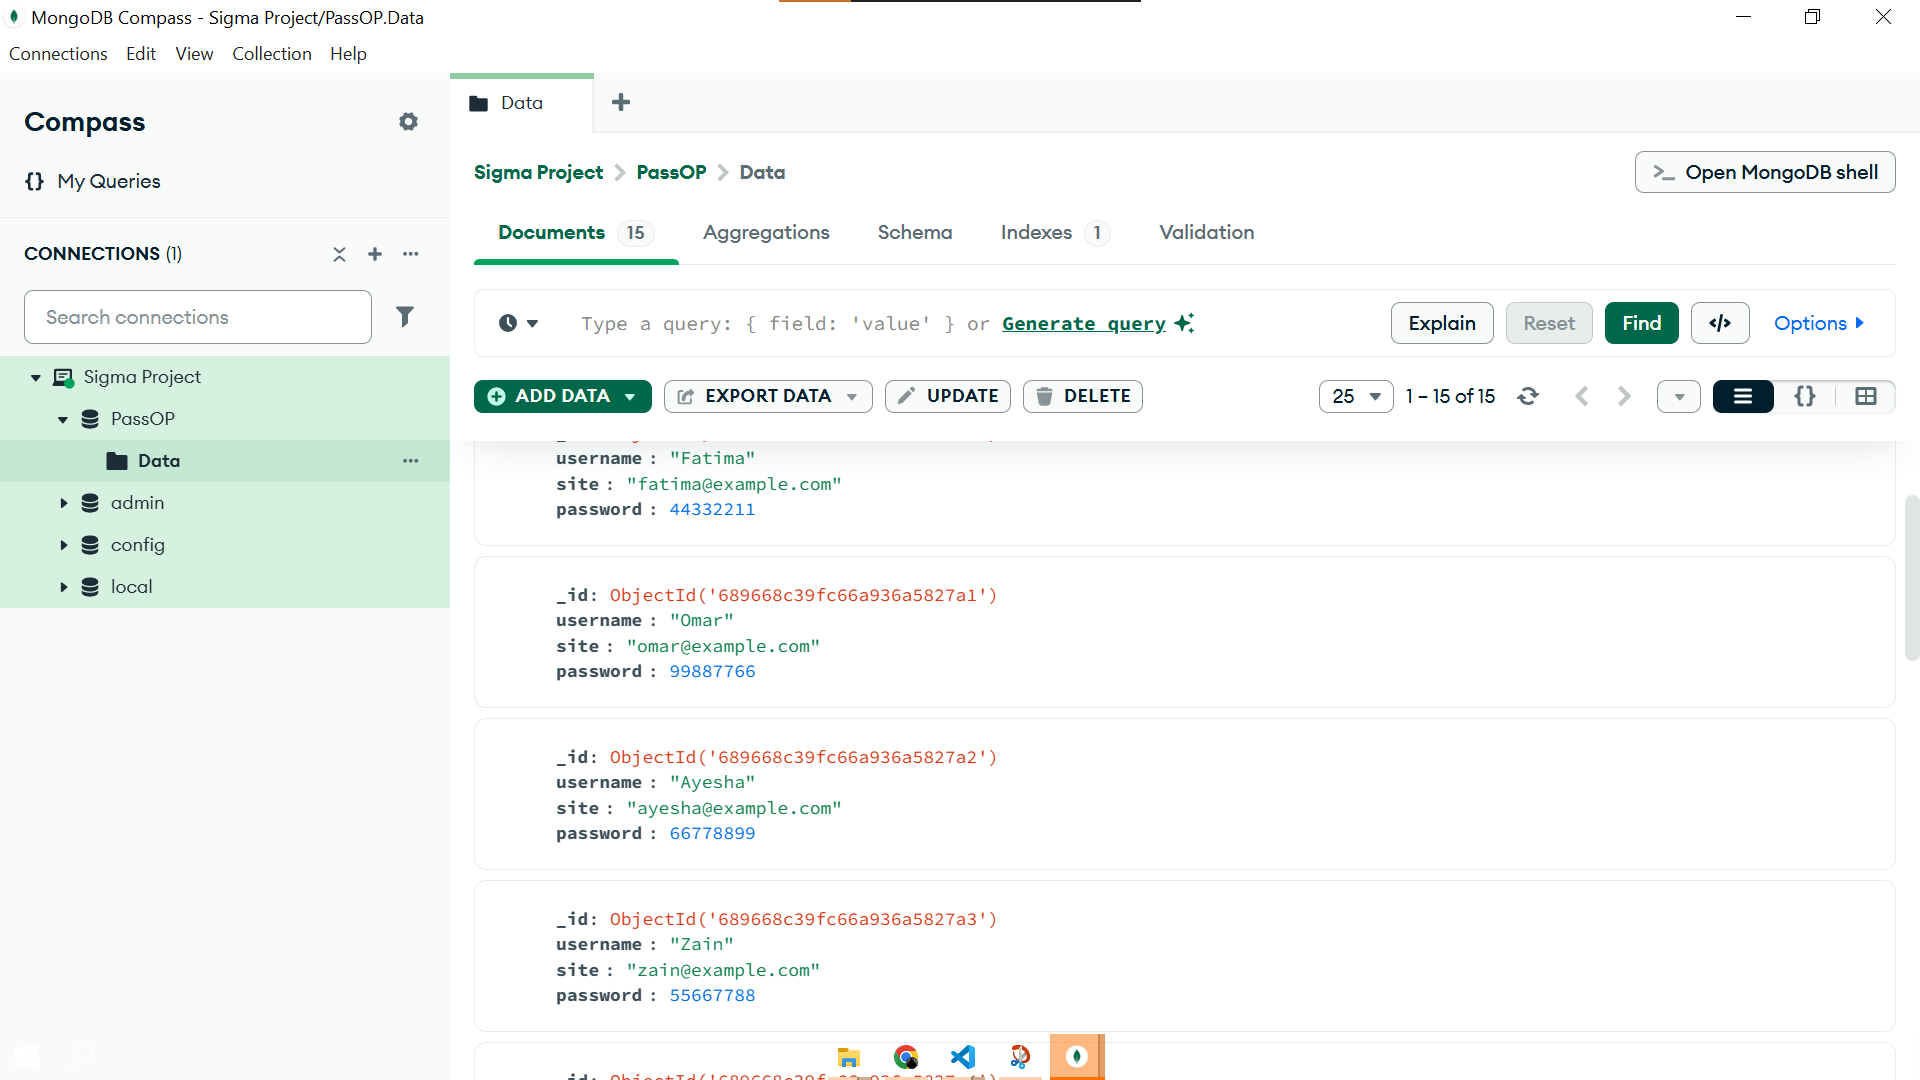 MongoDB Compass - Sigma Project/PassOP.Data
Connections Edit View Collection Help
Compass
My Queries
CONNECTIONS (1)
Search connections
Sigma Project
PassOP
Data
admin
config
local
Data
Sigma Project > PassOP > Data
>_ Open MongoDB shell
Documents 15 Aggregations Schema Indexes 1 Validation
Type a query: { field: 'value' } or Generate query
Explain Reset Find </> Options
ADD DATA EXPORT DATA UPDATE DELETE
25 1 – 15 of 15 {}
username : "Fatima"
site : "fatima@example.com"
password : 44332211
_id: ObjectId('689668c39fc66a936a5827a1')
username : "Omar"
site : "omar@example.com"
password : 99887766
_id: ObjectId('689668c39fc66a936a5827a2')
username : "Ayesha"
site : "ayesha@example.com"
password : 66778899
_id: ObjectId('689668c39fc66a936a5827a3')
username : "Zain"
site : "zain@example.com"
password : 55667788